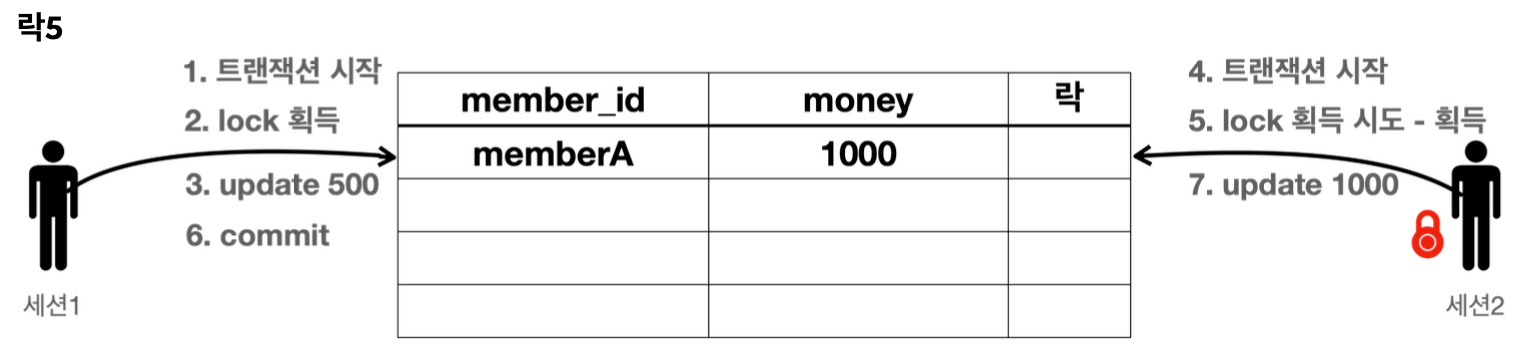 락5
1. 트랜잭션 시작
2. lock 획득
3. update 500
6. commit
세션1
member_id money 락
memberA 1000
4. 트랜잭션 시작
5. lock 획득 시도 - 획득
7. update 1000
세션2